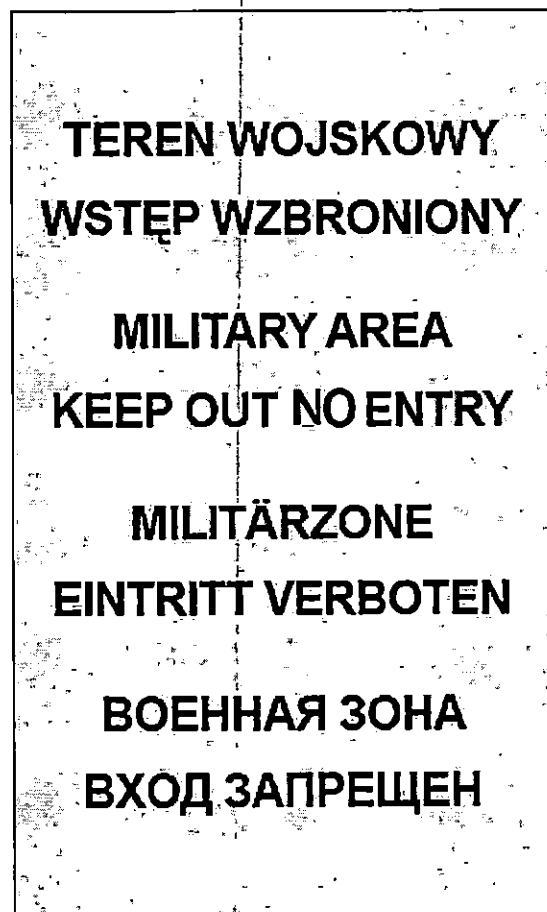 TEREN WOJSKOWY
WSTĘP WZBRONIONY
MILITARY AREA
KEEP OUT NO ENTRY
MILITÄRZONE
EINTRITT VERBOTEN
ВОЕННАЯ ЗОНА
ВХОД ЗАПРЕЩЕН